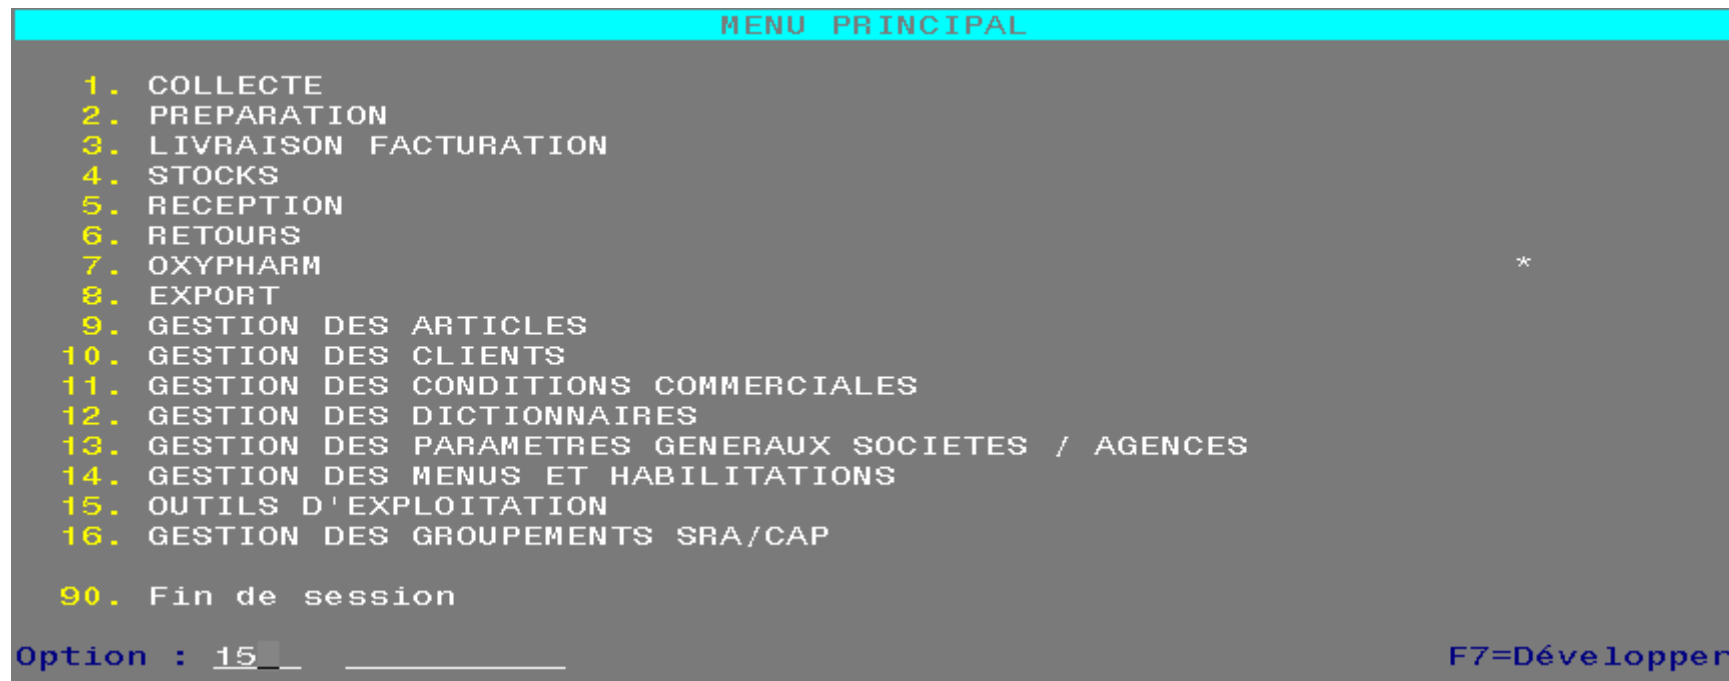 MENU PRINCIPAL
1. COLLECTE
2. PREPARATION
3. LIVRAISON FACTURATION
4. STOCKS
5. RECEPTION
6. RETOURS
7. OXYPHARM *
8. EXPORT
9. GESTION DES ARTICLES
10. GESTION DES CLIENTS
11. GESTION DES CONDITIONS COMMERCIALES
12. GESTION DES DICTIONNAIRES
13. GESTION DES PARAMETRES GENERAUX SOCIETES / AGENCES
14. GESTION DES MENUS ET HABILITATIONS
15. OUTILS D'EXPLOITATION
16. GESTION DES GROUPEMENTS SRA/CAP
90. Fin de session
Option : 15 F7=Développer